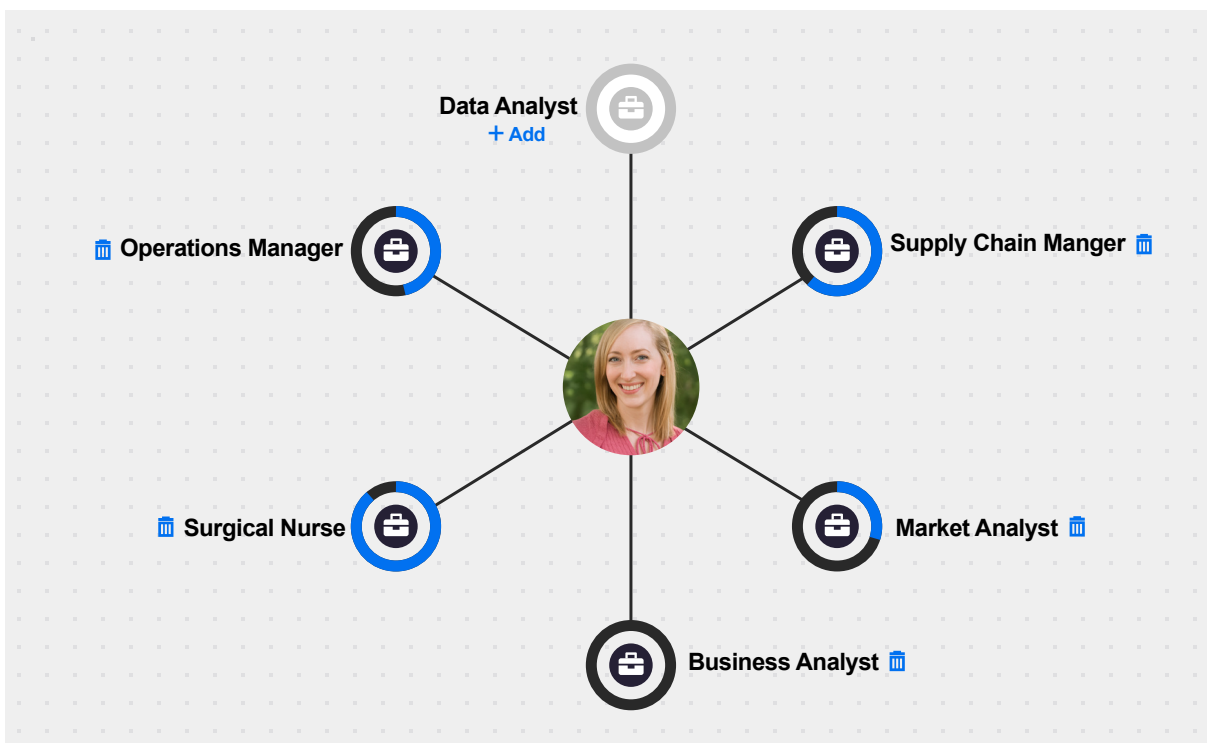 Data Analyst
+ Add
Operations Manager
Supply Chain Manger
Surgical Nurse
Market Analyst
Business Analyst